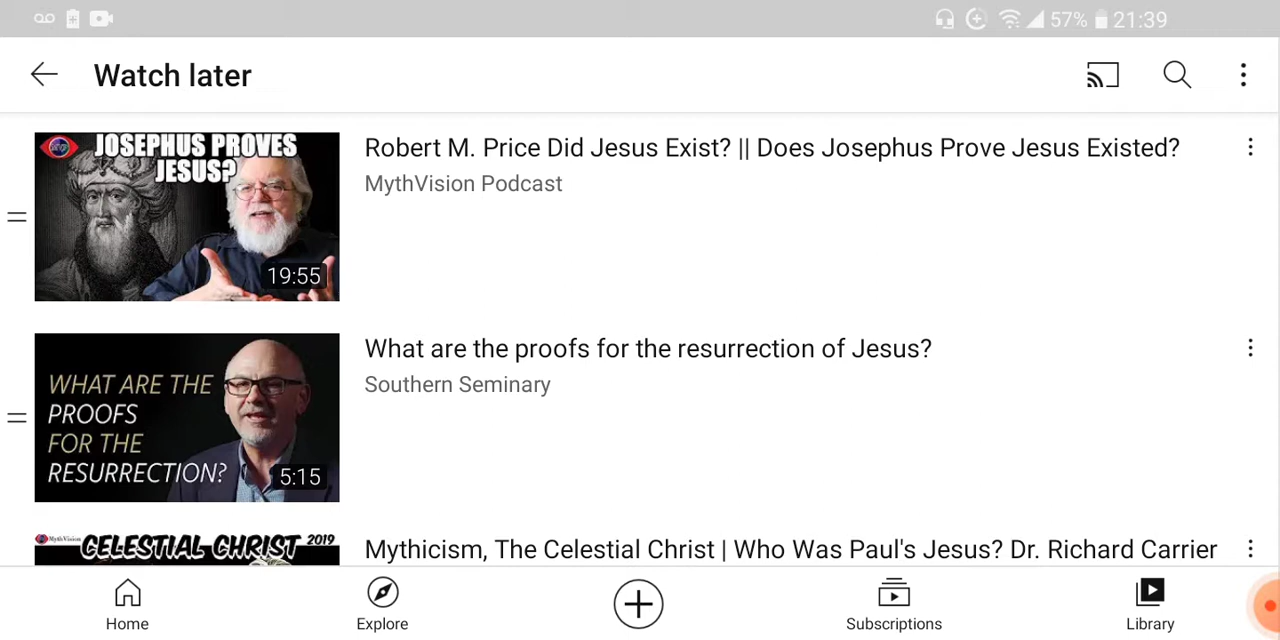 57% 21:39
Watch later
JOSEPHUS PROVES
JESUS?
19:55
Robert M. Price Did Jesus Exist? || Does Josephus Prove Jesus Existed?
MythVision Podcast
WHAT ARE THE
PROOFS
FOR THE
RESURRECTION?
5:15
What are the proofs for the resurrection of Jesus?
Southern Seminary
MythVision
CELESTIAL CHRIST 2019
Mythicism, The Celestial Christ | Who Was Paul's Jesus? Dr. Richard Carrier
Home
Explore
Subscriptions
Library